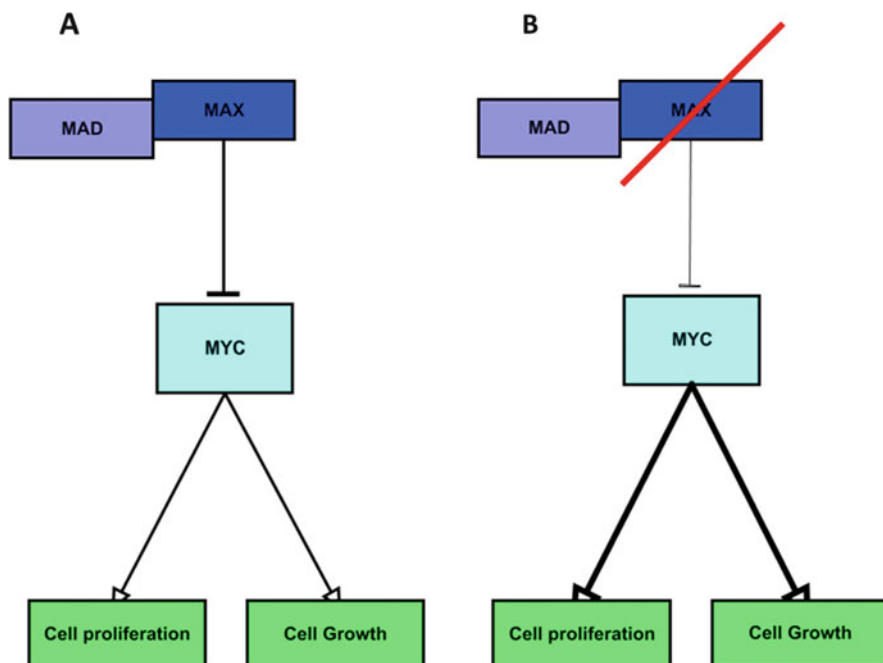 A
MAD
MAX
MYC
Cell proliferation
Cell Growth
B
MAD
MAX
MYC
Cell proliferation
Cell Growth